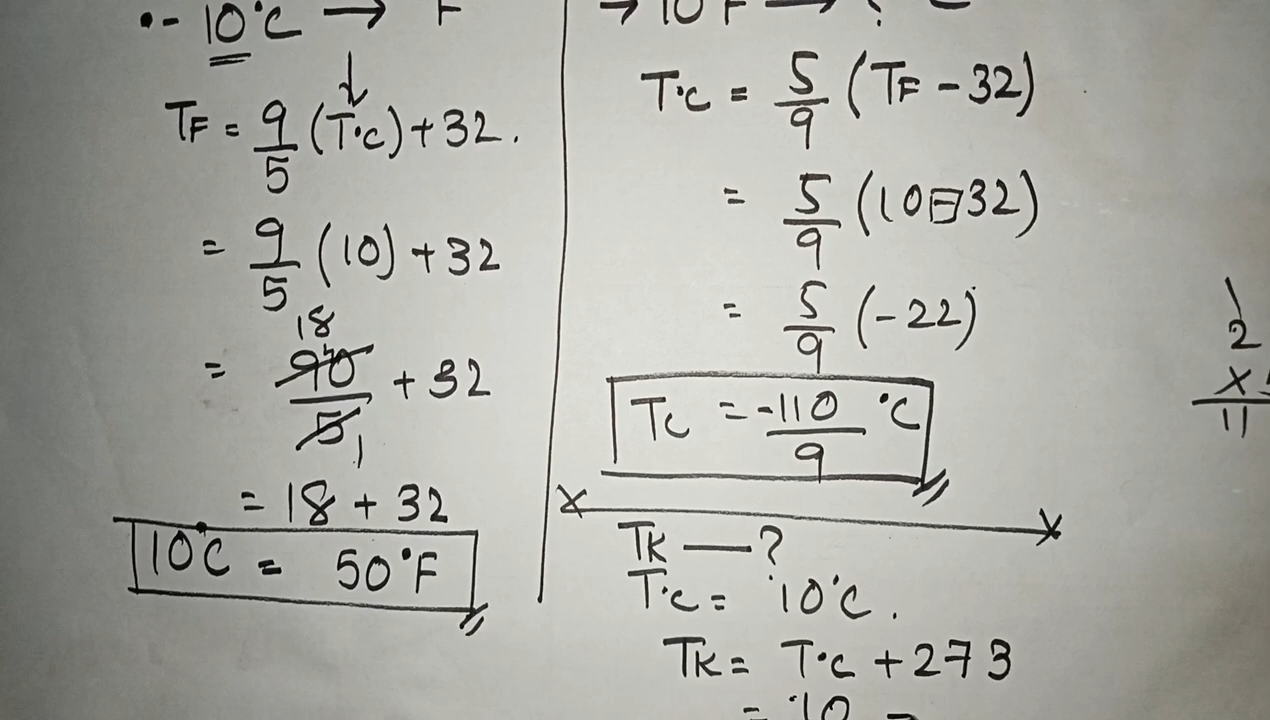 •- 10°C → F
TF = 9/5 (T°C) + 32.
= 9/5 (10) + 32
18
= 90/5 + 32
1
= 18 + 32
10°C = 50°F
→ 10 F → ?
T°C = 5/9 (TF - 32)
= 5/9 (10 - 32)
= 5/9 (-22)
TC = -110/9 °C
TK — ?
T°C = 10°C.
TK = T°C + 273
= 10
2
x
11